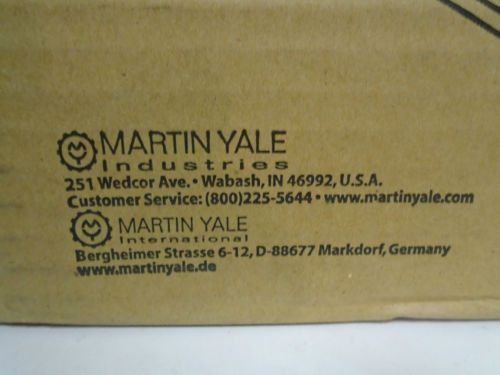 MARTIN YALE
Industries
251 Wedcor Ave. • Wabash, IN 46992, U.S.A.
Customer Service: (800)225-5644 • www.martinyale.com
MARTIN YALE
International
Bergheimer Strasse 6-12, D-88677 Markdorf, Germany
www.martinyale.de